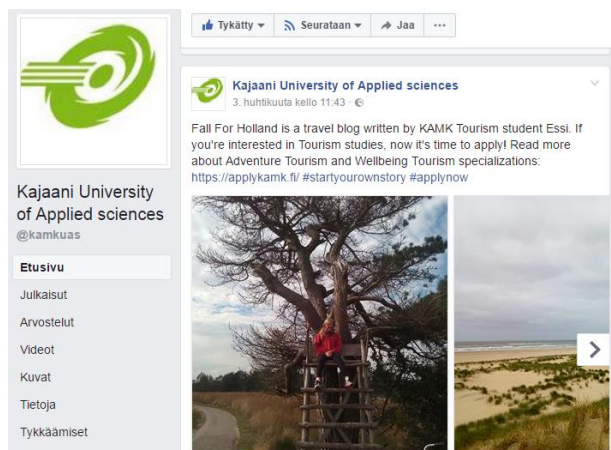 Tykätty
Seurataan
Jaa
Kajaani University of Applied sciences
3. huhtikuuta kello 11:43 ·
Fall For Holland is a travel blog written by KAMK Tourism student Essi. If
you're interested in Tourism studies, now it's time to apply! Read more
about Adventure Tourism and Wellbeing Tourism specializations:
https://applykamk.fi/ #startyourownstory #applynow
Kajaani University
of Applied sciences
@kamkuas
Etusivu
Julkaisut
Arvostelut
Videot
Kuvat
Tietoja
Tykkäämiset